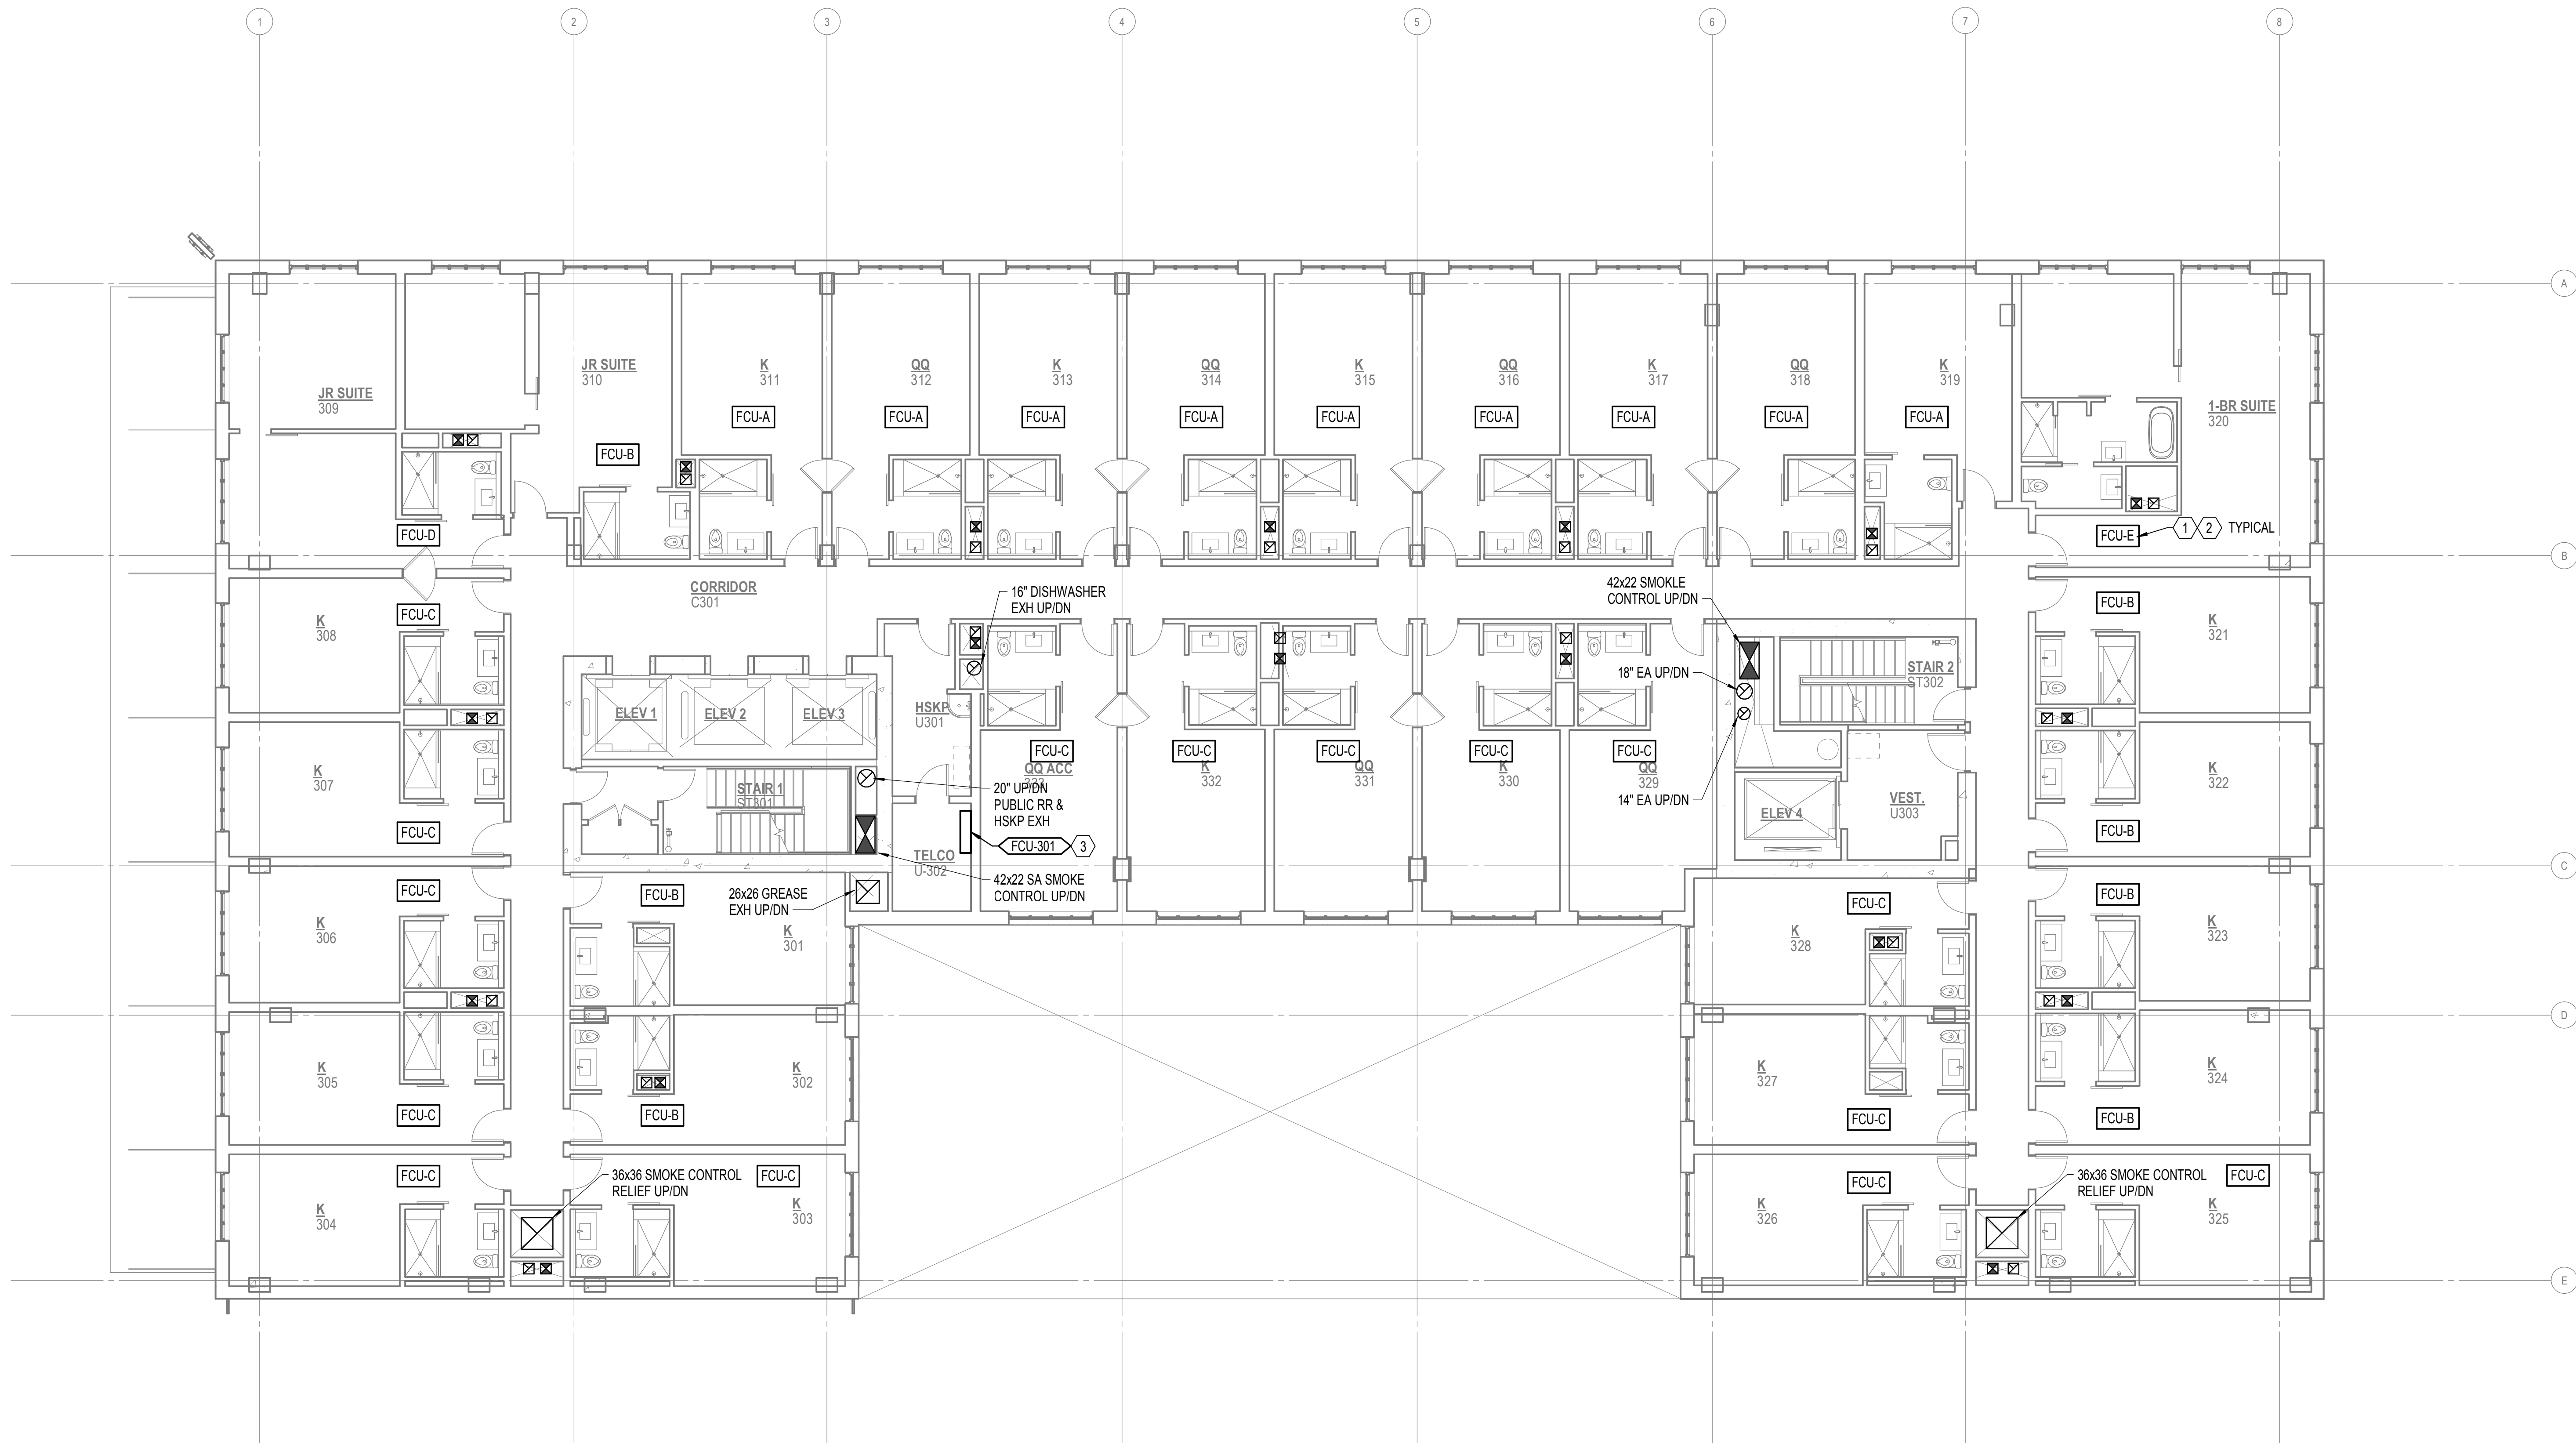 1
2
3
4
5
6
7
8
A
B
C
D
E
JR SUITE
309
JR SUITE
310
K
311
QQ
312
K
313
QQ
314
K
315
QQ
316
K
317
QQ
318
K
319
1-BR SUITE
320
FCU-A
FCU-A
FCU-A
FCU-A
FCU-A
FCU-A
FCU-A
FCU-A
FCU-A
FCU-B
FCU-D
FCU-E
1
2
TYPICAL
CORRIDOR
C301
16" DISHWASHER
EXH UP/DN
42x22 SMOKLE
CONTROL UP/DN
FCU-C
K
308
FCU-B
K
321
18" EA UP/DN
STAIR 2
ST302
ELEV 1
ELEV 2
ELEV 3
HSKP
U301
FCU-C
QQ ACC
333
FCU-C
K
332
FCU-C
QQ
331
FCU-C
K
330
FCU-C
QQ
329
K
307
FCU-C
STAIR 1
ST301
20" UP/DN
PUBLIC RR &
HSKP EXH
14" EA UP/DN
ELEV 4
VEST.
U303
K
322
FCU-B
FCU-301
3
TELCO
U-302
42x22 SA SMOKE
CONTROL UP/DN
26x26 GREASE
EXH UP/DN
FCU-C
K
306
FCU-B
K
301
FCU-C
K
328
FCU-B
K
323
K
305
FCU-C
K
302
FCU-B
K
327
FCU-C
K
324
FCU-B
FCU-C
K
304
36x36 SMOKE CONTROL
RELIEF UP/DN
FCU-C
K
303
FCU-C
K
326
36x36 SMOKE CONTROL
RELIEF UP/DN
FCU-C
K
325